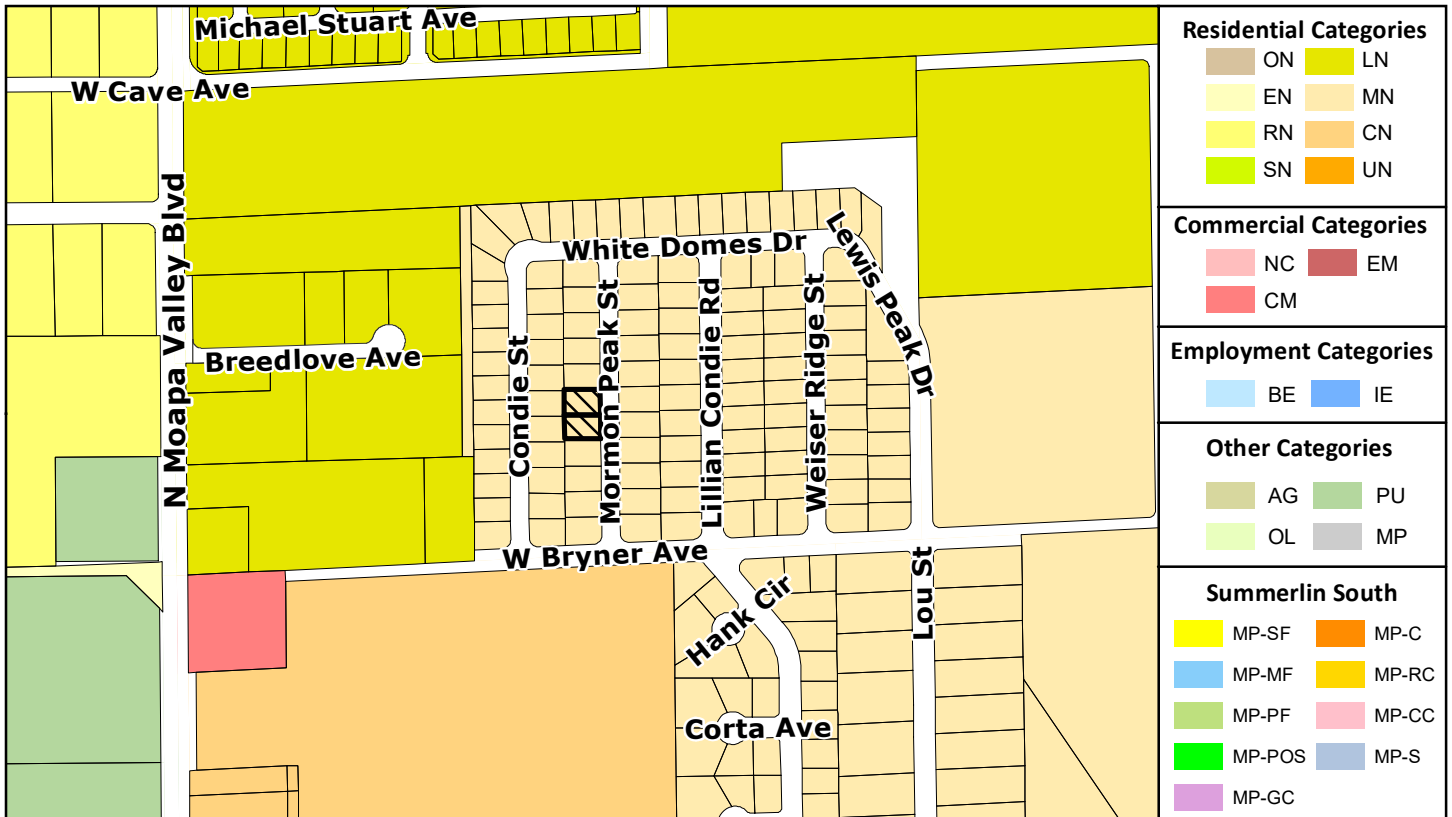 Michael Stuart Ave
W Cave Ave
N Moapa Valley Blvd
White Domes Dr
Lewis Peak Dr
Breedlove Ave
Condie St
Mormon Peak St
Lillian Condie Rd
Weiser Ridge St
W Bryner Ave
Hank Cir
Lou St
Corta Ave
Residential Categories
ON LN
EN MN
RN CN
SN UN
Commercial Categories
NC EM
CM
Employment Categories
BE IE
Other Categories
AG PU
OL MP
Summerlin South
MP-SF MP-C
MP-MF MP-RC
MP-PF MP-CC
MP-POS MP-S
MP-GC